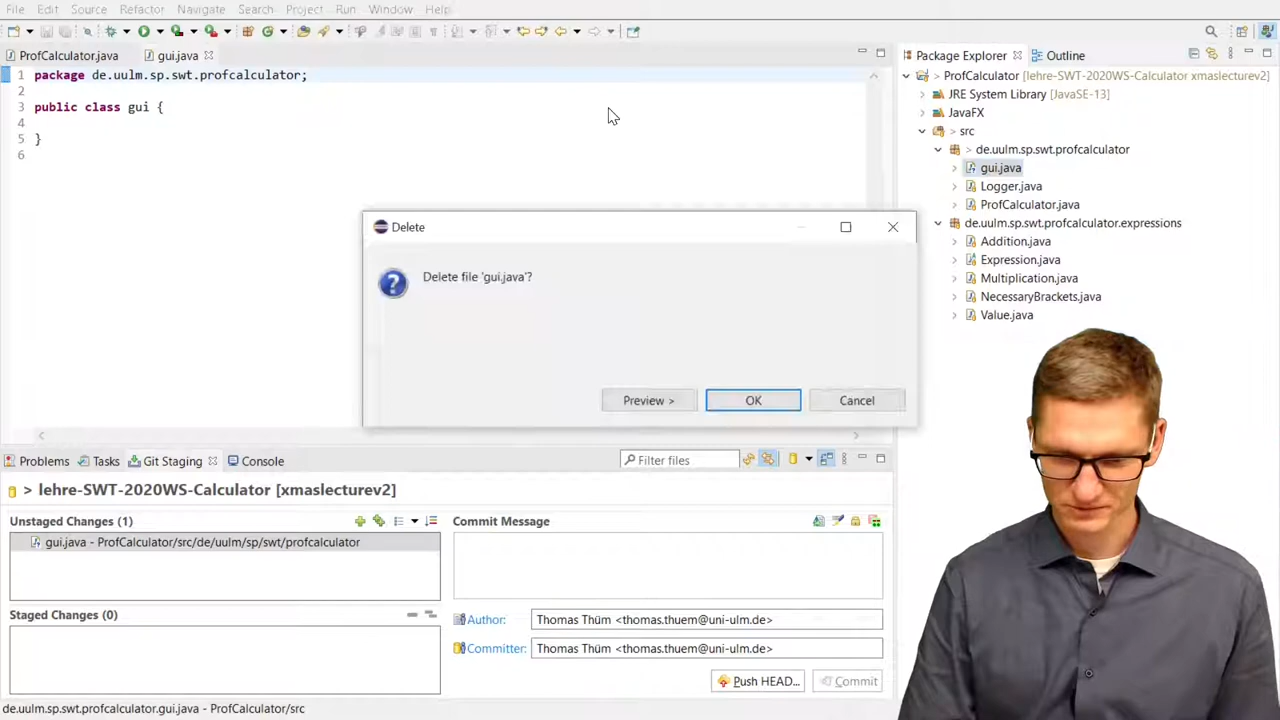 File Edit Source Refactor Navigate Search Project Run Window Help
ProfCalculator.java gui.java
Package Explorer Outline
1 package de.uulm.sp.swt.profcalculator;
2
3 public class gui {
4
5 }
6
ProfCalculator [lehre-SWT-2020WS-Calculator xmaslecturev2]
JRE System Library [JavaSE-13]
JavaFX
> src
> de.uulm.sp.swt.profcalculator
gui.java
Logger.java
ProfCalculator.java
de.uulm.sp.swt.profcalculator.expressions
Addition.java
Expression.java
Multiplication.java
NecessaryBrackets.java
Value.java
Delete
Delete file 'gui.java'?
Preview > OK Cancel
Problems Tasks Git Staging Console
Filter files
> lehre-SWT-2020WS-Calculator [xmaslecturev2]
Unstaged Changes (1)
gui.java - ProfCalculator/src/de/uulm/sp/swt/profcalculator
Staged Changes (0)
Commit Message
Author: Thomas Thüm <thomas.thuem@uni-ulm.de>
Committer: Thomas Thüm <thomas.thuem@uni-ulm.de>
Push HEAD... Commit
de.uulm.sp.swt.profcalculator.gui.java - ProfCalculator/src